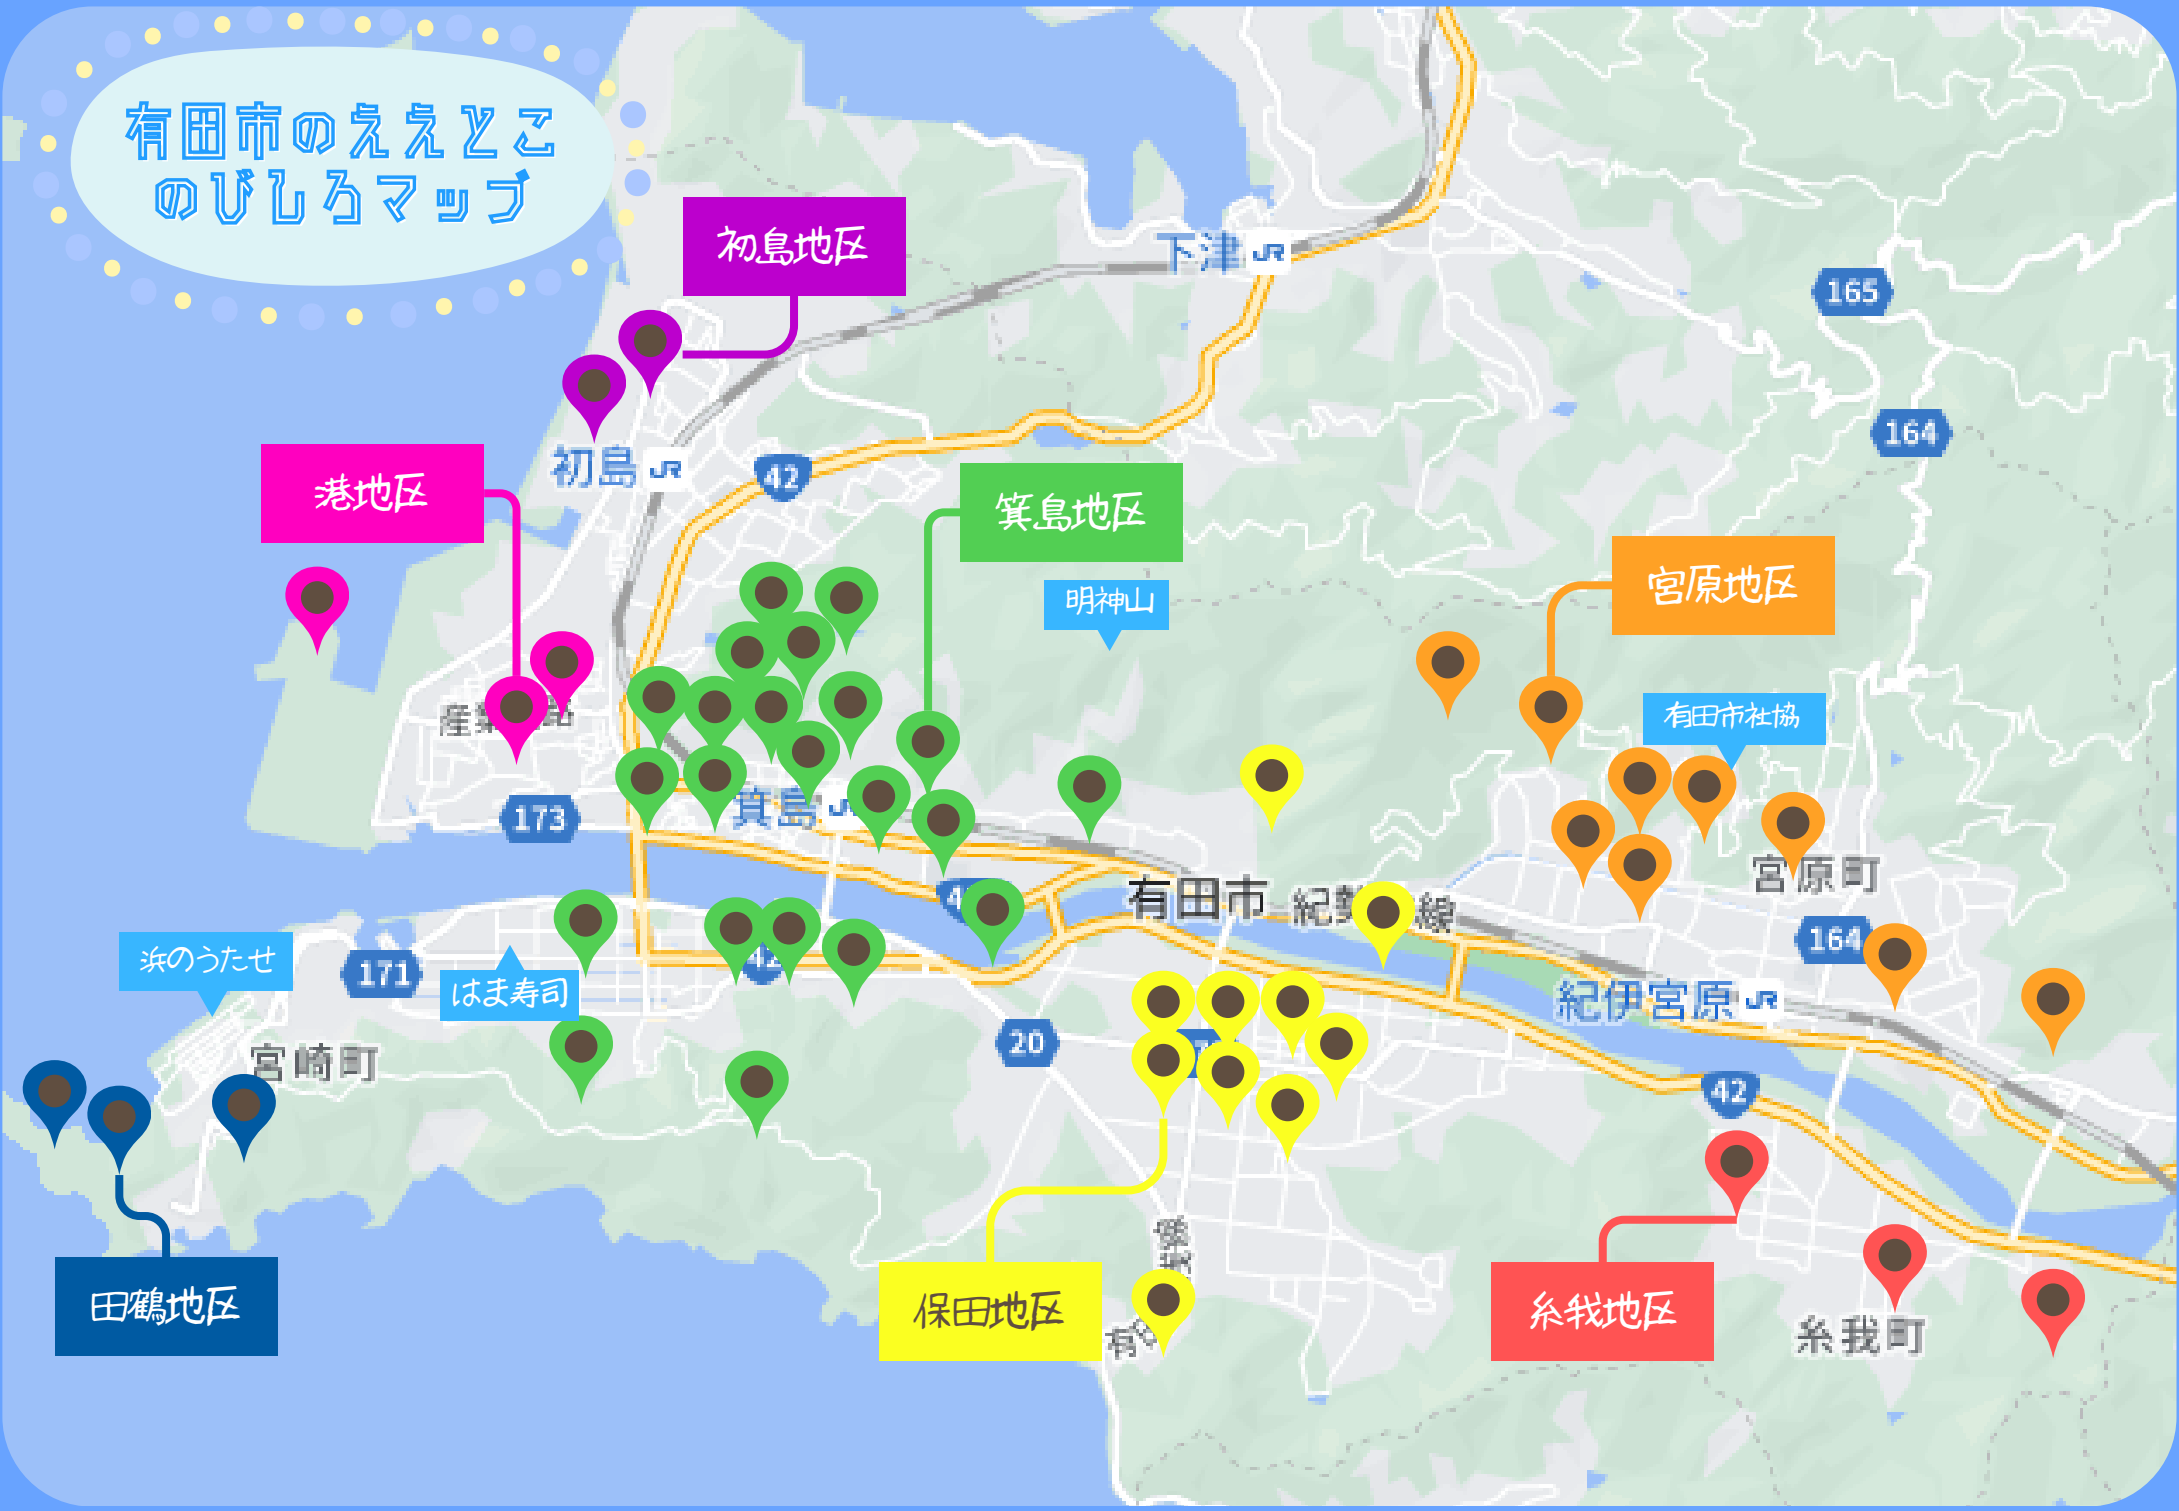 有田市のええとこ
のびしろマップ
初島地区
下津
JR
165
164
初島
JR
42
港地区
箕島地区
明神山
宮原地区
有田市社協
173
箕島
有田市
宮原町
164
浜のうたせ
171
はま寿司
42
紀伊宮原
JR
20
宮崎町
42
田鶴地区
保田地区
糸我地区
糸我町